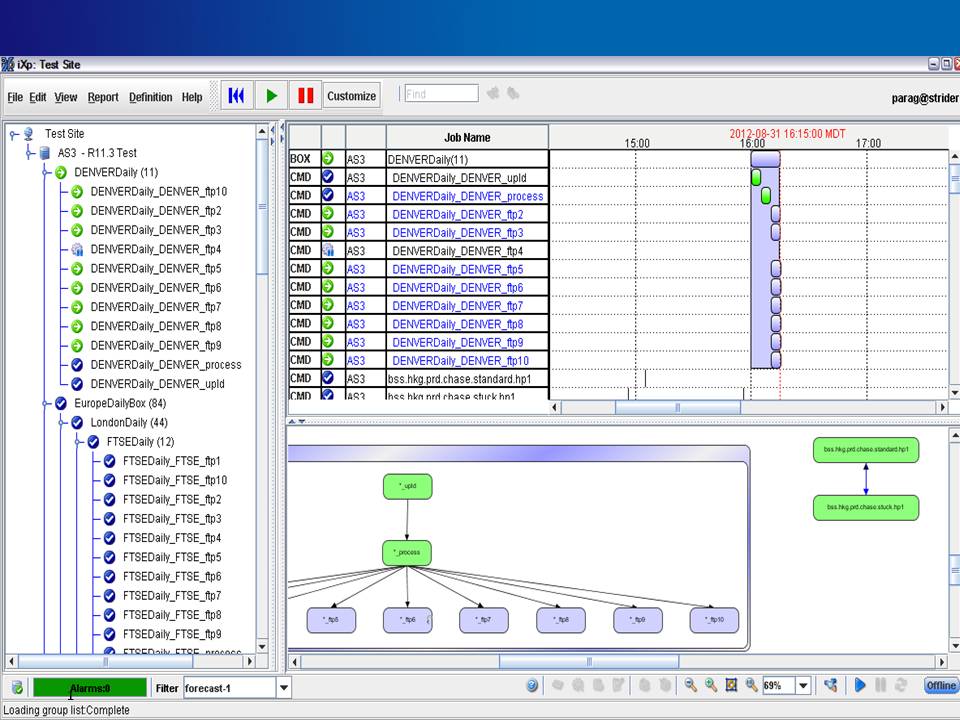 iXp: Test Site
File Edit View Report Definition Help
Customize
Find
parag@strider
Test Site
AS3 - R11.3 Test
DENVERDaily (11)
DENVERDaily_DENVER_ftp10
DENVERDaily_DENVER_ftp2
DENVERDaily_DENVER_ftp3
DENVERDaily_DENVER_ftp4
DENVERDaily_DENVER_ftp5
DENVERDaily_DENVER_ftp6
DENVERDaily_DENVER_ftp7
DENVERDaily_DENVER_ftp8
DENVERDaily_DENVER_ftp9
DENVERDaily_DENVER_process
DENVERDaily_DENVER_upld
EuropeDailyBox (84)
LondonDaily (44)
FTSEDaily (12)
FTSEDaily_FTSE_ftp1
FTSEDaily_FTSE_ftp10
FTSEDaily_FTSE_ftp2
FTSEDaily_FTSE_ftp3
FTSEDaily_FTSE_ftp4
FTSEDaily_FTSE_ftp5
FTSEDaily_FTSE_ftp6
FTSEDaily_FTSE_ftp7
FTSEDaily_FTSE_ftp8
FTSEDaily_FTSE_ftp9
FTSEDaily_FTSE_process
Job Name
2012-08-31 16:15:00 MDT
15:00 16:00 17:00
BOX AS3 DENVERDaily(11)
CMD AS3 DENVERDaily_DENVER_upld
CMD AS3 DENVERDaily_DENVER_process
CMD AS3 DENVERDaily_DENVER_ftp2
CMD AS3 DENVERDaily_DENVER_ftp3
CMD AS3 DENVERDaily_DENVER_ftp4
CMD AS3 DENVERDaily_DENVER_ftp5
CMD AS3 DENVERDaily_DENVER_ftp6
CMD AS3 DENVERDaily_DENVER_ftp7
CMD AS3 DENVERDaily_DENVER_ftp8
CMD AS3 DENVERDaily_DENVER_ftp9
CMD AS3 DENVERDaily_DENVER_ftp10
CMD AS3 bss.hkg.prd.chase.standard.hp1
CMD AS3 bss.hkg.prd.chase.stuck.hp1
*_upld
*_process
*_ftp5 *_ftp6 *_ftp7 *_ftp8 *_ftp9 *_ftp10
bss.hkg.prd.chase.standard.hp1
bss.hkg.prd.chase.stuck.hp1
Alarms:0
Filter forecast-1
69%
Offline
Loading group list:Complete